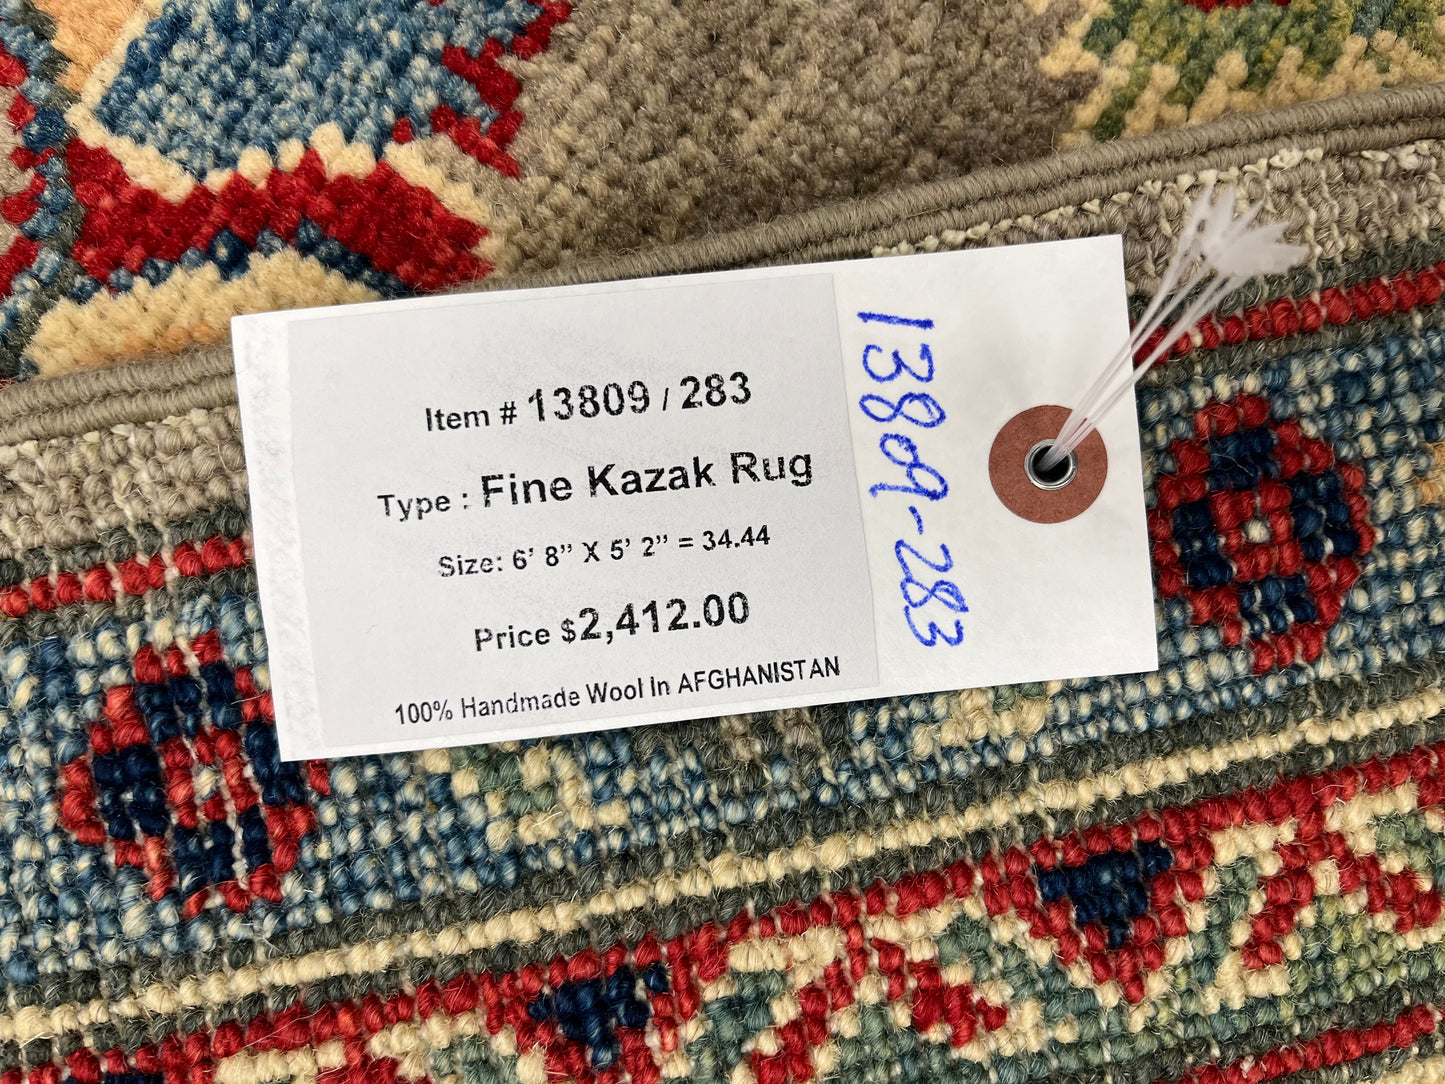 Item # 13809 / 283
Type : Fine Kazak Rug
Size: 6’ 8” X 5’ 2” = 34.44
Price $2,412.00
100% Handmade Wool In AFGHANISTAN
13809-283